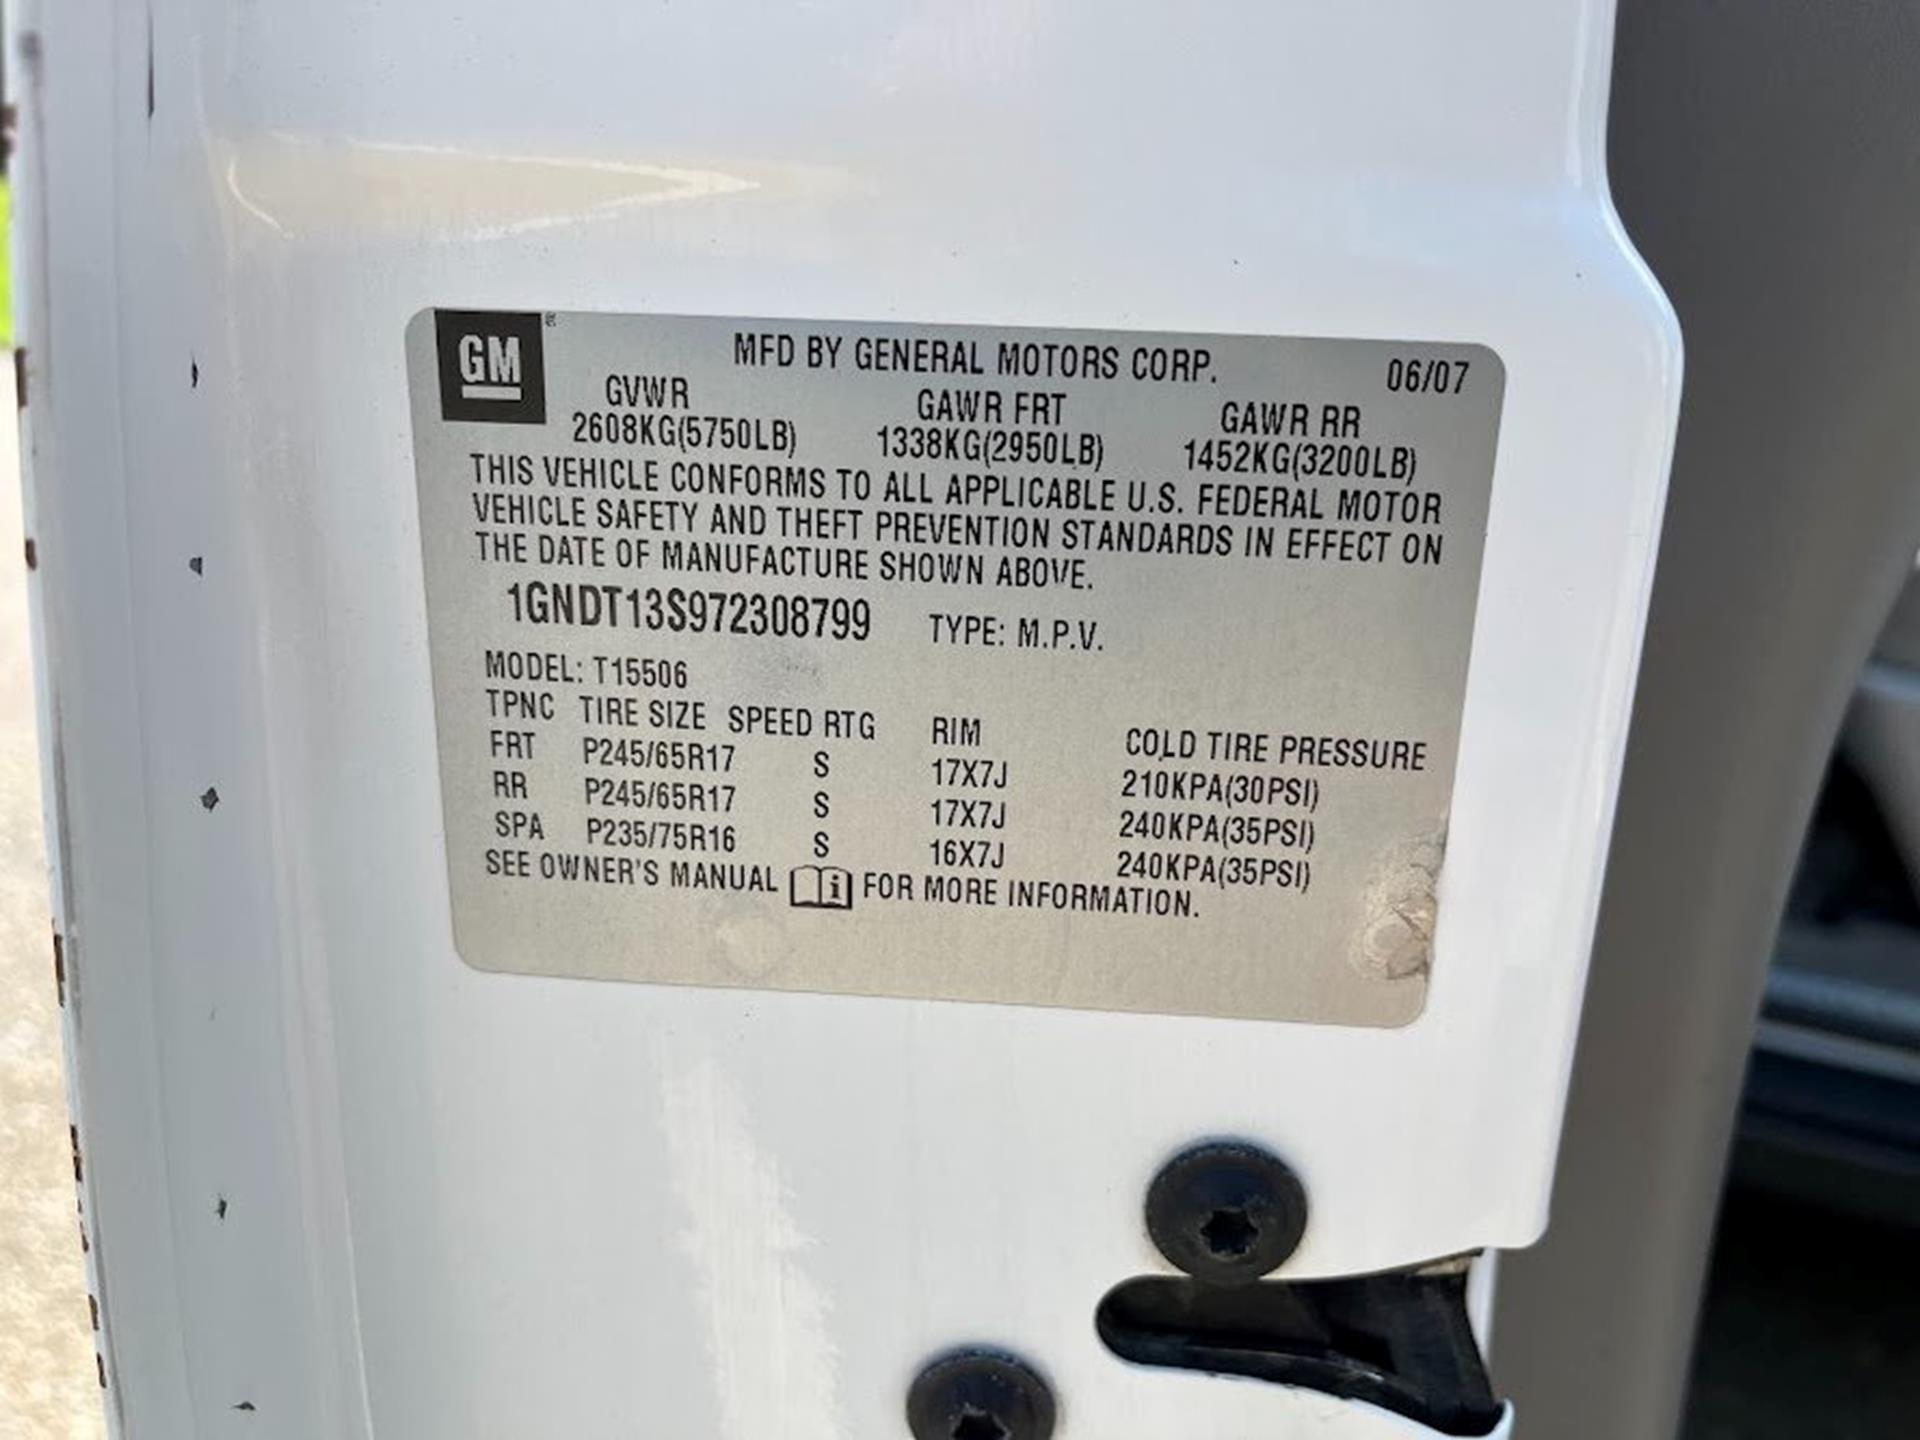 GM ®
MFD BY GENERAL MOTORS CORP. 06/07
GVWR GAWR FRT GAWR RR
2608KG(5750LB) 1338KG(2950LB) 1452KG(3200LB)
THIS VEHICLE CONFORMS TO ALL APPLICABLE U.S. FEDERAL MOTOR
VEHICLE SAFETY AND THEFT PREVENTION STANDARDS IN EFFECT ON
THE DATE OF MANUFACTURE SHOWN ABOVE.
1GNDT13S972308799 TYPE: M.P.V.
MODEL: T15506
TPNC TIRE SIZE SPEED RTG RIM COLD TIRE PRESSURE
FRT P245/65R17 S 17X7J 210KPA(30PSI)
RR P245/65R17 S 17X7J 240KPA(35PSI)
SPA P235/75R16 S 16X7J 240KPA(35PSI)
SEE OWNER'S MANUAL i FOR MORE INFORMATION.